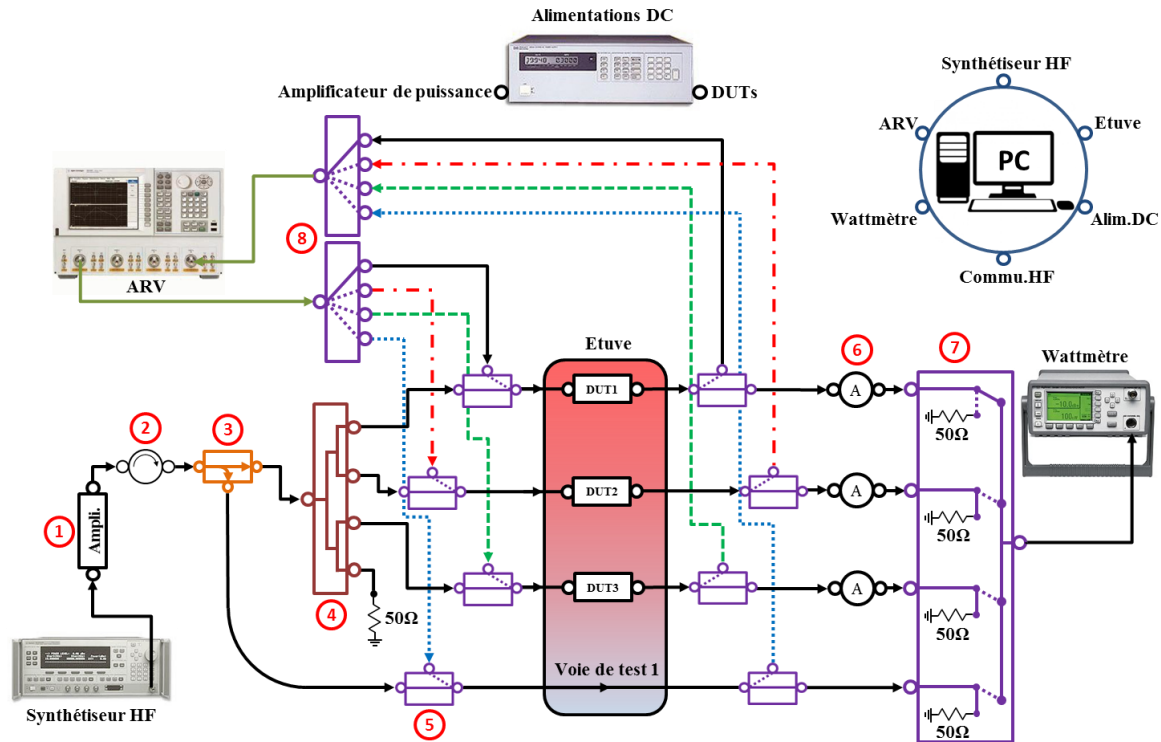 Alimentations DC
Amplificateur de puissance
DUTs
Synthétiseur HF
ARV
Etuve
PC
Wattmètre
Alim.DC
Commu.HF
ARV
8
Etuve
6
7
Wattmètre
DUT1
50Ω
2
3
1
Ampli.
DUT2
A
A
50Ω
DUT3
A
50Ω
4
50Ω
Voie de test 1
5
50Ω
Synthétiseur HF